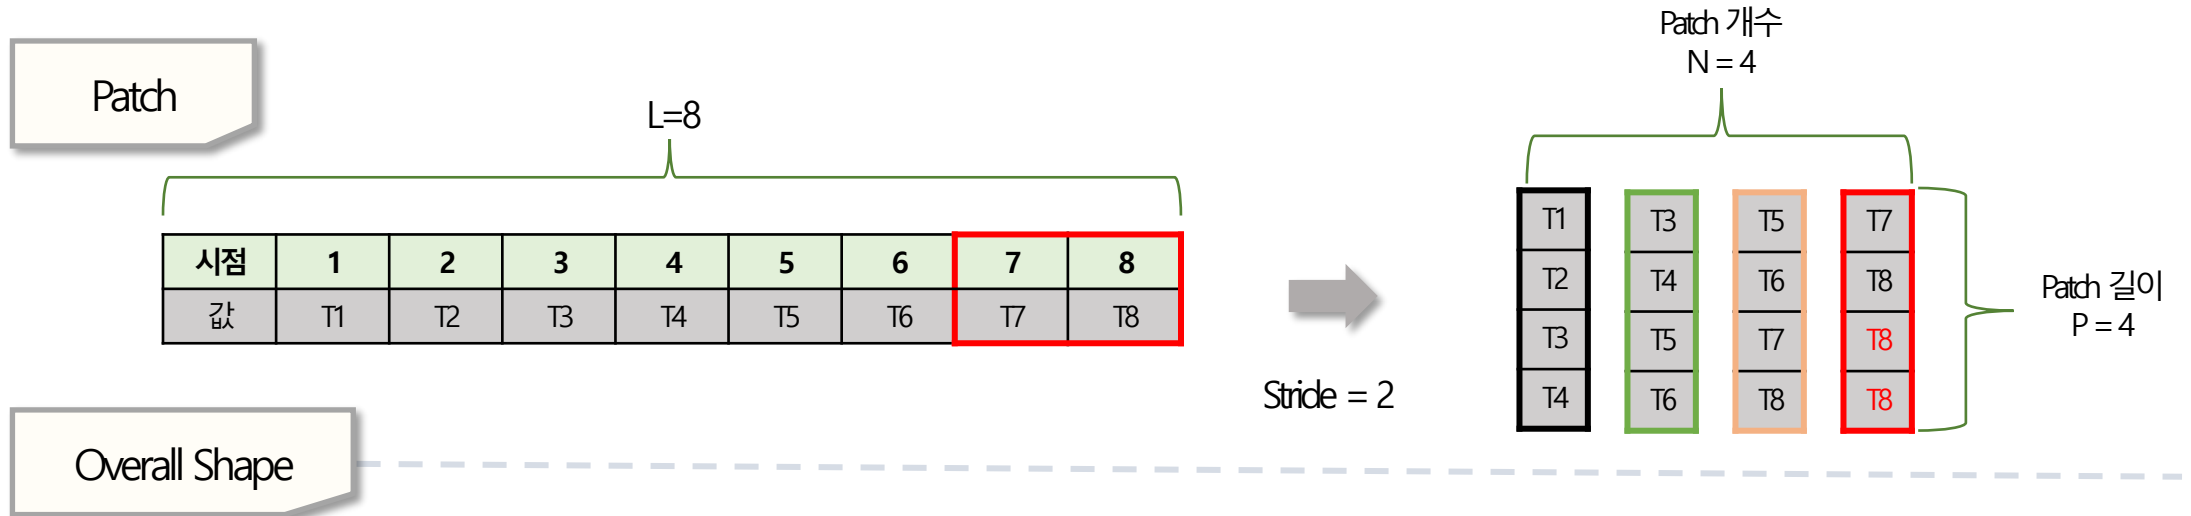 Patch
L=8
시점 1 2 3 4 5 6 7 8
값 T1 T2 T3 T4 T5 T6 T7 T8
Stride = 2
Patch 개수
N = 4
T1 T3 T5 T7
T2 T4 T6 T8
T3 T5 T7 T8
T4 T6 T8 T8
Patch 길이
P = 4
Overall Shape